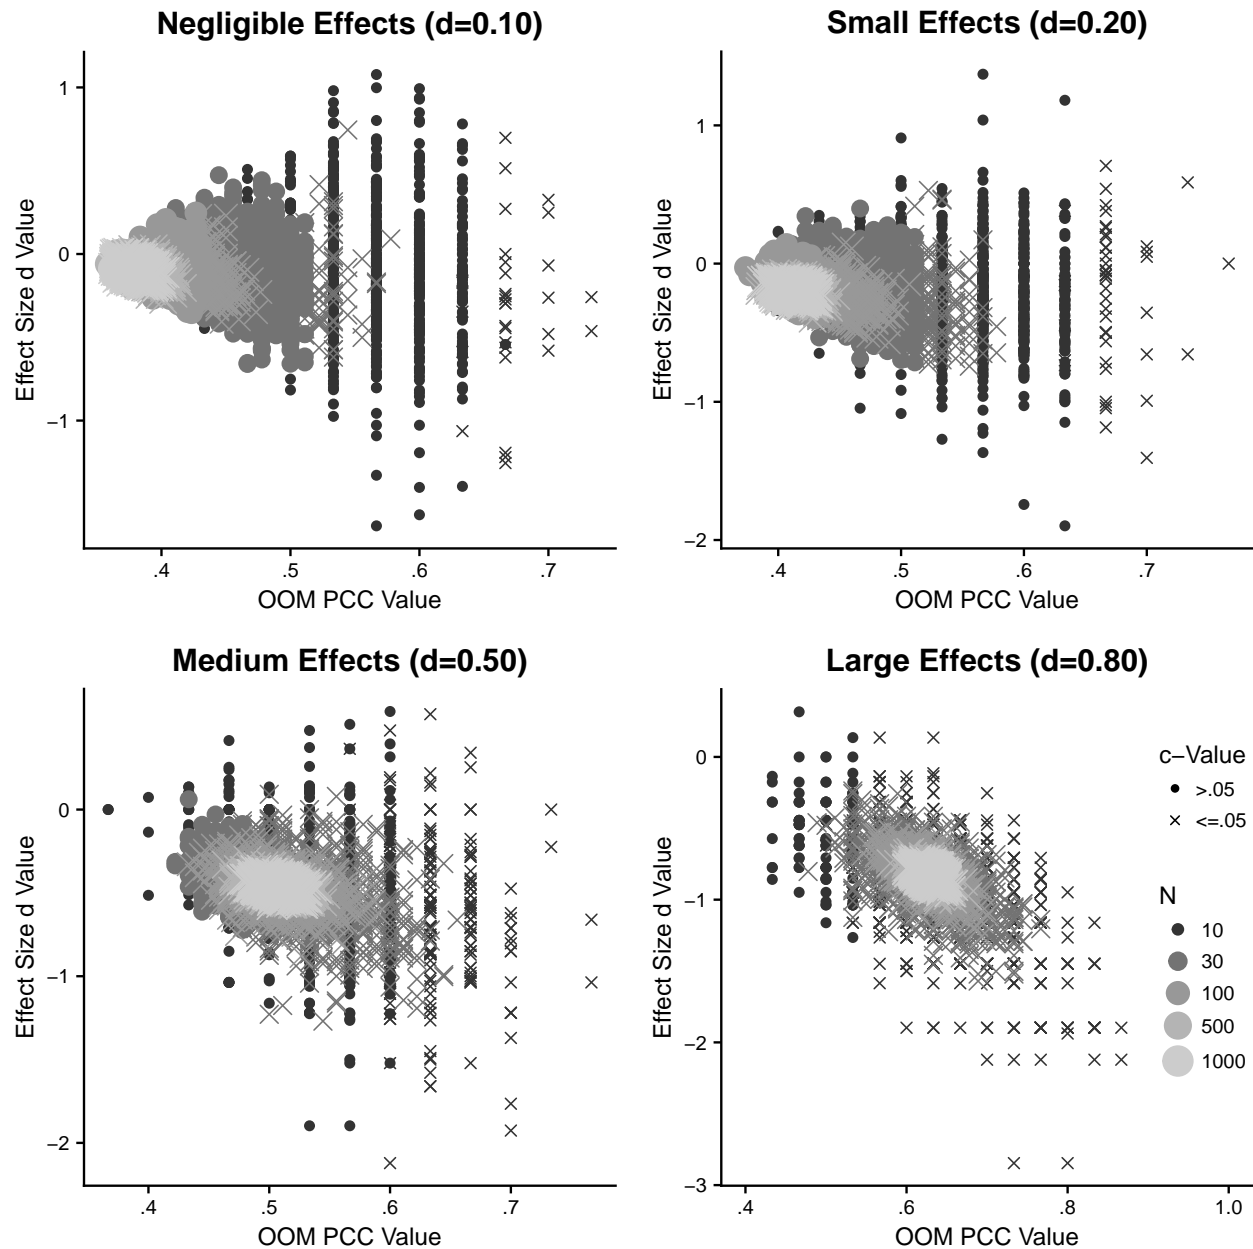 Negligible Effects (d=0.10)
1
0
−1
Effect Size d Value
.4 .5 .6 .7
OOM PCC Value
Small Effects (d=0.20)
1
0
−1
−2
Effect Size d Value
.4 .5 .6 .7
OOM PCC Value
Medium Effects (d=0.50)
0
−1
−2
Effect Size d Value
.4 .5 .6 .7
OOM PCC Value
Large Effects (d=0.80)
0
−1
−2
−3
Effect Size d Value
.4 .6 .8 1.0
OOM PCC Value
c−Value
>.05
<=.05
N
10
30
100
500
1000